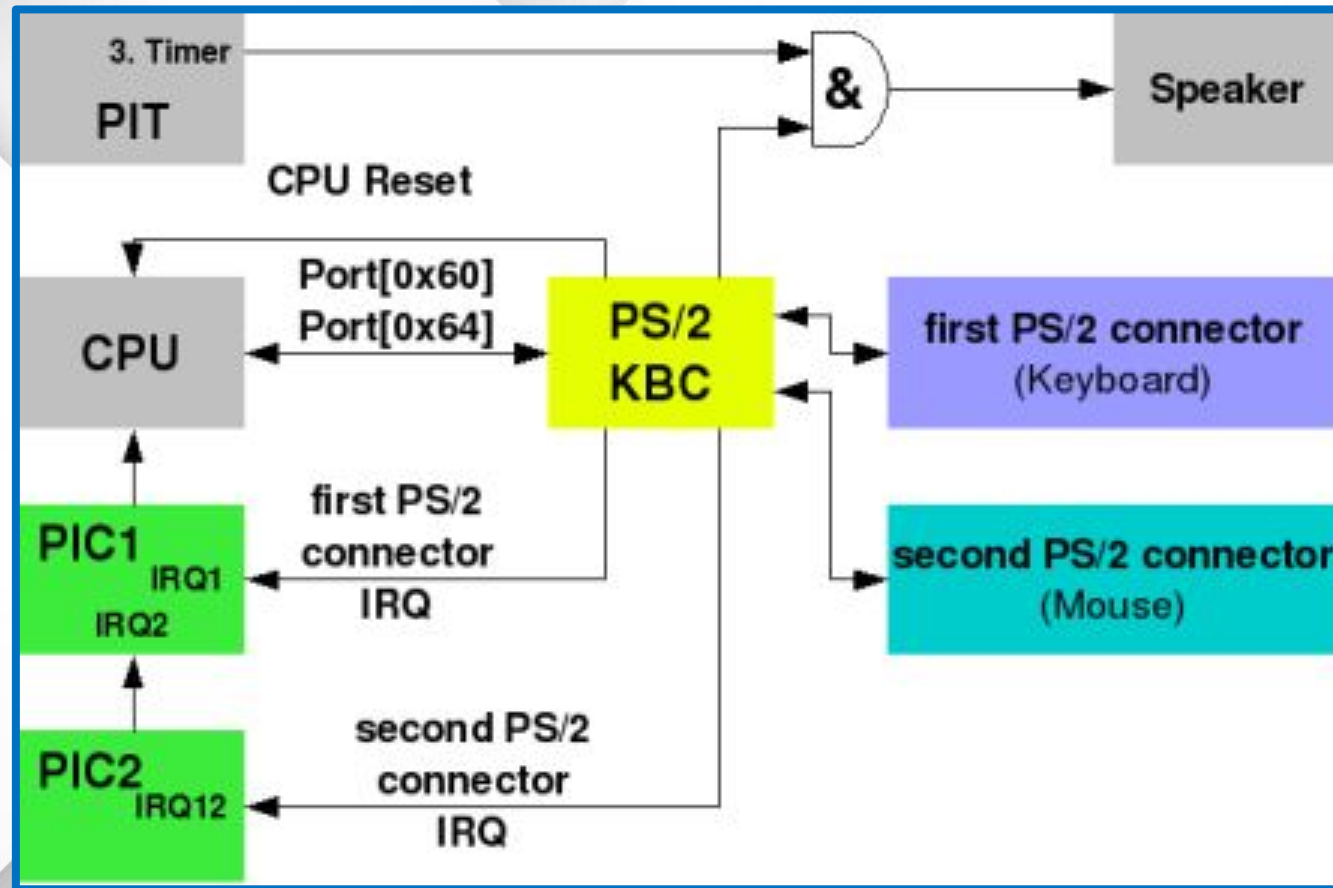 3. Timer
PIT
&
Speaker
CPU Reset
Port[0x60]
Port[0x64]
CPU
PS/2
KBC
first PS/2 connector
(Keyboard)
first PS/2
connector
IRQ
PIC1
IRQ1
IRQ2
second PS/2 connector
(Mouse)
second PS/2
connector
IRQ
PIC2
IRQ12